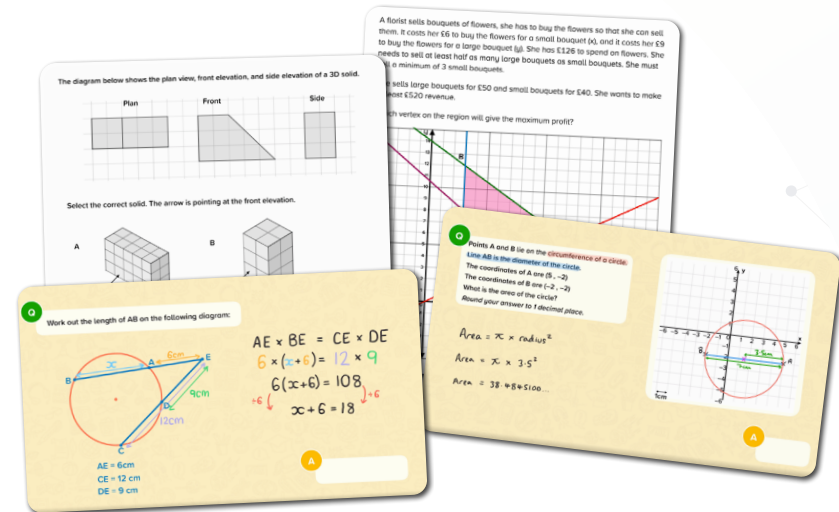 A florist sells bouquets of flowers, she has to buy the flowers so that she can sell
them. It costs her £6 to buy the flowers for a small bouquet (x), and it costs her £9
to buy the flowers for a large bouquet (y). She has £126 to spend on flowers. She
needs to sell at least half as many large bouquets as small bouquets. She must
a minimum of 3 small bouquets.
sells large bouquets for £50 and small bouquets for £40. She wants to make
£520 revenue.
vertex on the region will give the maximum profit?
B
The diagram below shows the plan view, front elevation, and side elevation of a 3D solid.
Plan
Front
Side
Select the correct solid. The arrow is pointing at the front elevation.
A
B
Q
Points A and B lie on the circumference of a circle.
Line AB is the diameter of the circle.
The coordinates of A are (5, -2)
The coordinates of B are (-2, -2)
What is the area of the circle?
Round your answer to 1 decimal place.
Area = π x radius²
Area = π x 3.5²
Area = 38.4845100...
y
x
B
A
3.5cm
1cm
A
Q
Work out the length of AB on the following diagram:
x
6cm
A
E
B
D
9cm
12cm
C
AE = 6cm
CE = 12 cm
DE = 9 cm
AE x BE = CE x DE
6 x (x+6) = 12 x 9
6(x+6) = 108
÷6
÷6
x+6 = 18
A